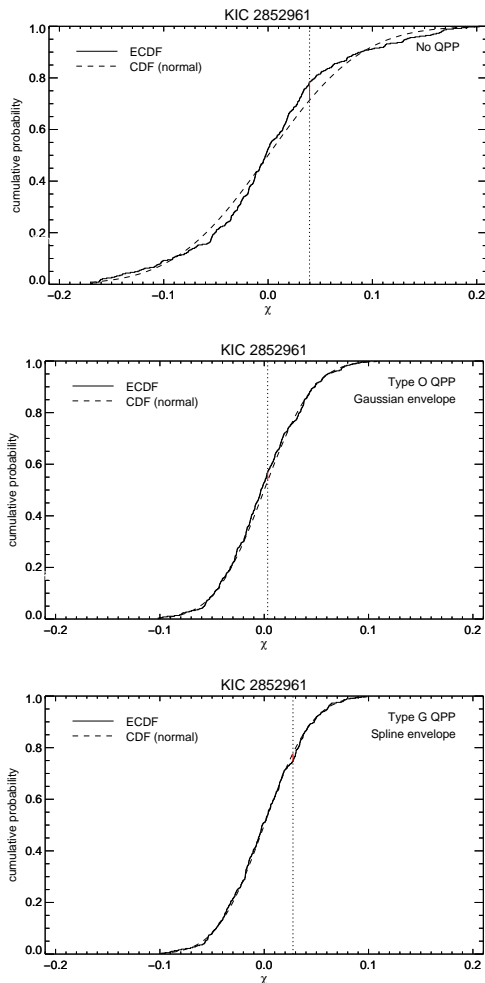 KIC 2852961
1.0
ECDF
No QPP
CDF (normal)
0.8
0.6
0.4
0.2
0.0
cumulative probability
-0.2 -0.1 0.0 0.1 0.2
χ
KIC 2852961
1.0
ECDF
Type O QPP
CDF (normal)
Gaussian envelope
0.8
0.6
0.4
0.2
0.0
cumulative probability
-0.2 -0.1 0.0 0.1 0.2
χ
KIC 2852961
1.0
ECDF
Type G QPP
CDF (normal)
Spline envelope
0.8
0.6
0.4
0.2
0.0
cumulative probability
-0.2 -0.1 0.0 0.1 0.2
χ